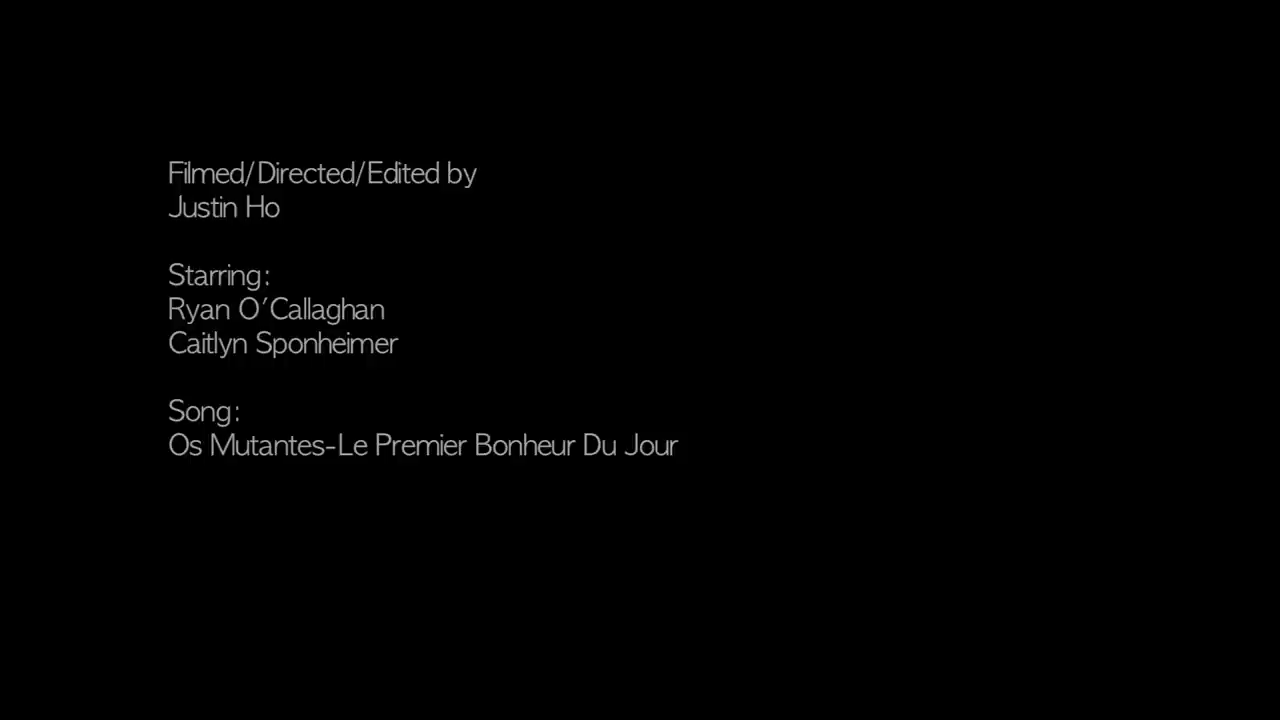 Filmed/Directed/Edited by
Justin Ho
Starring:
Ryan O'Callaghan
Caitlyn Sponheimer
Song:
Os Mutantes-Le Premier Bonheur Du Jour